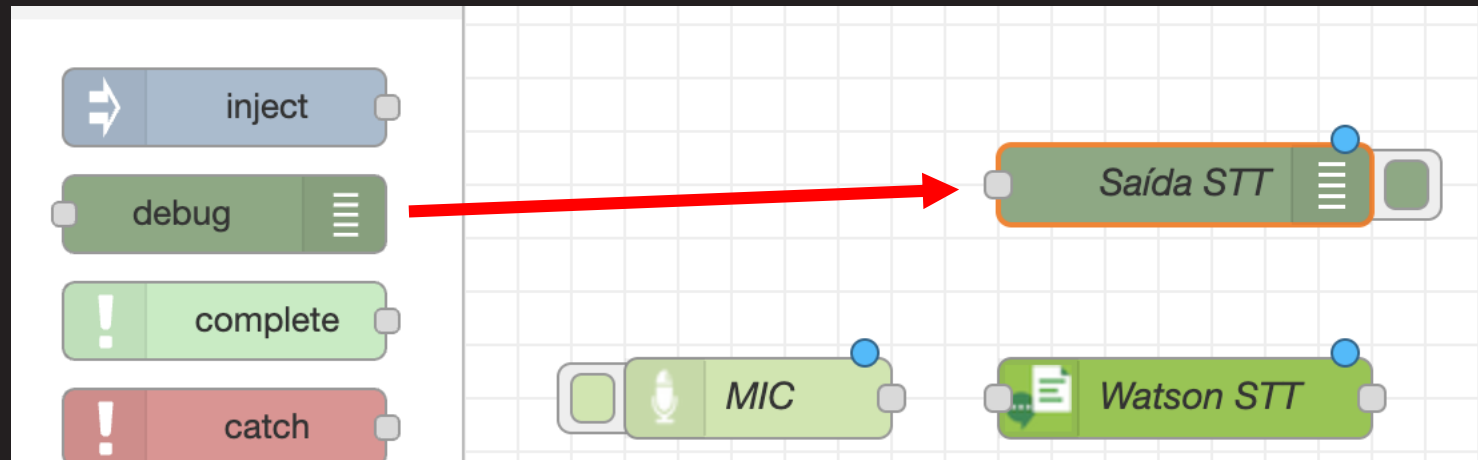 inject
debug
complete
catch
Saída STT
MIC
Watson STT